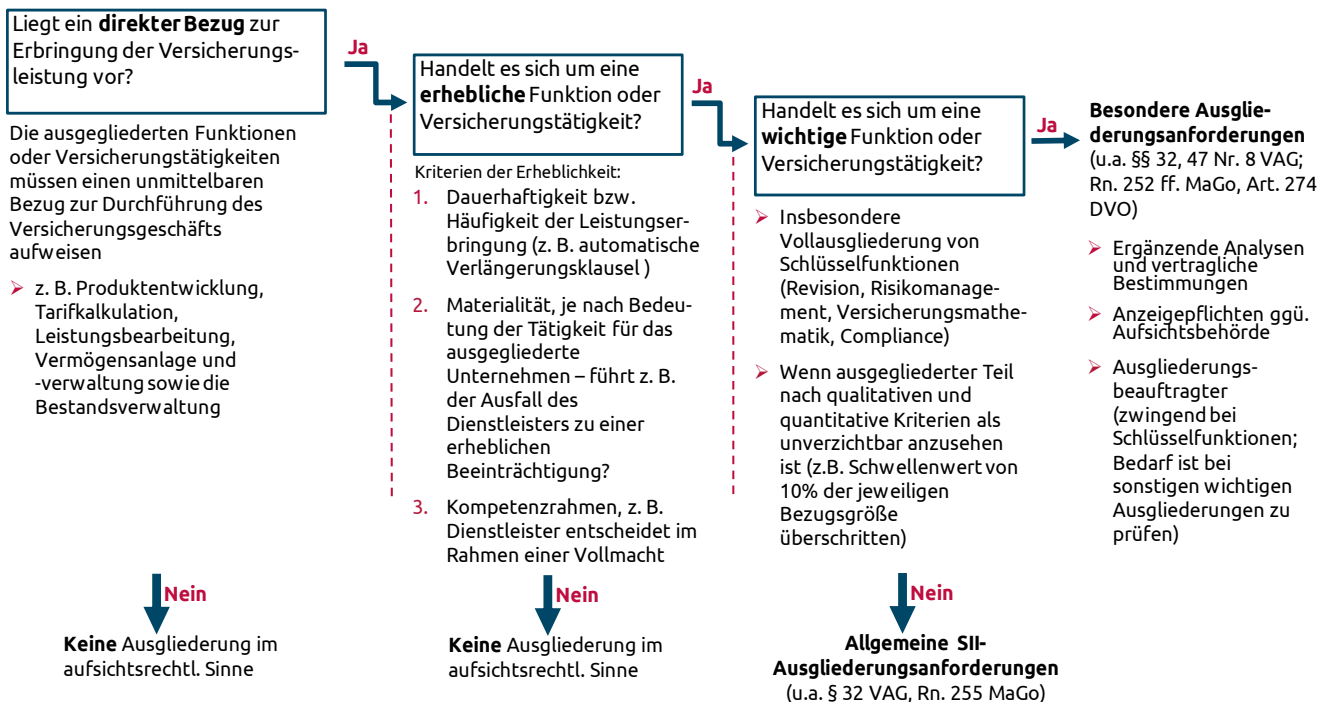 Liegt ein direkter Bezug zur
Erbringung der Versicherungs-
leistung vor?
Die ausgegliederten Funktionen
oder Versicherungstätigkeiten
müssen einen unmittelbaren
Bezug zur Durchführung des
Versicherungsgeschäfts
aufweisen
z. B. Produktentwicklung,
Tarifkalkulation,
Leistungsbearbeitung,
Vermögensanlage und
-verwaltung sowie die
Bestandsverwaltung
Nein
Keine Ausgliederung im
aufsichtsrechtl. Sinne
Ja
Handelt es sich um eine
erhebliche Funktion oder
Versicherungstätigkeit?
Kriterien der Erheblichkeit:
1. Dauerhaftigkeit bzw.
Häufigkeit der Leistungser-
bringung (z. B. automatische
Verlängerungsklausel )
2. Materialität, je nach Bedeu-
tung der Tätigkeit für das
ausgegliederte
Unternehmen – führt z. B.
der Ausfall des
Dienstleisters zu einer
erheblichen
Beeinträchtigung?
3. Kompetenzrahmen, z. B.
Dienstleister entscheidet im
Rahmen einer Vollmacht
Nein
Keine Ausgliederung im
aufsichtsrechtl. Sinne
Ja
Handelt es sich um eine
wichtige Funktion oder
Versicherungstätigkeit?
Insbesondere
Vollausgliederung von
Schlüsselfunktionen
(Revision, Risikomanage-
ment, Versicherungsmathe-
matik, Compliance)
Wenn ausgegliederter Teil
nach qualitativen und
quantitative Kriterien als
unverzichtbar anzusehen
ist (z.B. Schwellenwert von
10% der jeweiligen
Bezugsgröße
überschritten)
Nein
Allgemeine SII-
Ausgliederungsanforderungen
(u.a. § 32 VAG, Rn. 255 MaGo)
Ja
Besondere Ausglie-
derungsanforderungen
(u.a. §§ 32, 47 Nr. 8 VAG;
Rn. 252 ff. MaGo, Art. 274
DVO)
Ergänzende Analysen
und vertragliche
Bestimmungen
Anzeigepflichten ggü.
Aufsichtsbehörde
Ausgliederungs-
beauftragter
(zwingend bei
Schlüsselfunktionen;
Bedarf ist bei
sonstigen wichtigen
Ausgliederungen zu
prüfen)